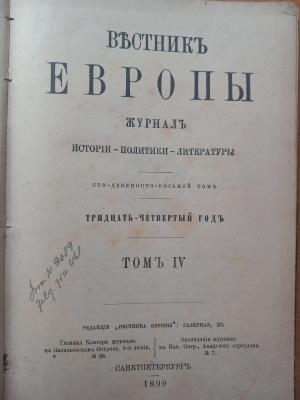 ВѢСТНИКЪ
ЕВРОПЫ
ЖУРНАЛЪ
ИСТОРІИ – ПОЛИТИКИ – ЛИТЕРАТУРЫ
СТО-ДЕВЯНОСТО-ВОСЬМОЙ ТОМЪ
ТРИДЦАТЬ-ЧЕТВЕРТЫЙ ГОДЪ
ТОМЪ IV
РЕДАКЦІЯ „ВѢСТНИКА ЕВРОПЫ“: ГАЛЕРНАЯ, 20.
Главная Контора журнала:
на Васильевскомъ Острову, 5-я линія,
№ 28.
Экспедиція журнала:
на Вас. Остр., Академич. переулокъ
№ 7.
САНКТПЕТЕРБУРГЪ
1899